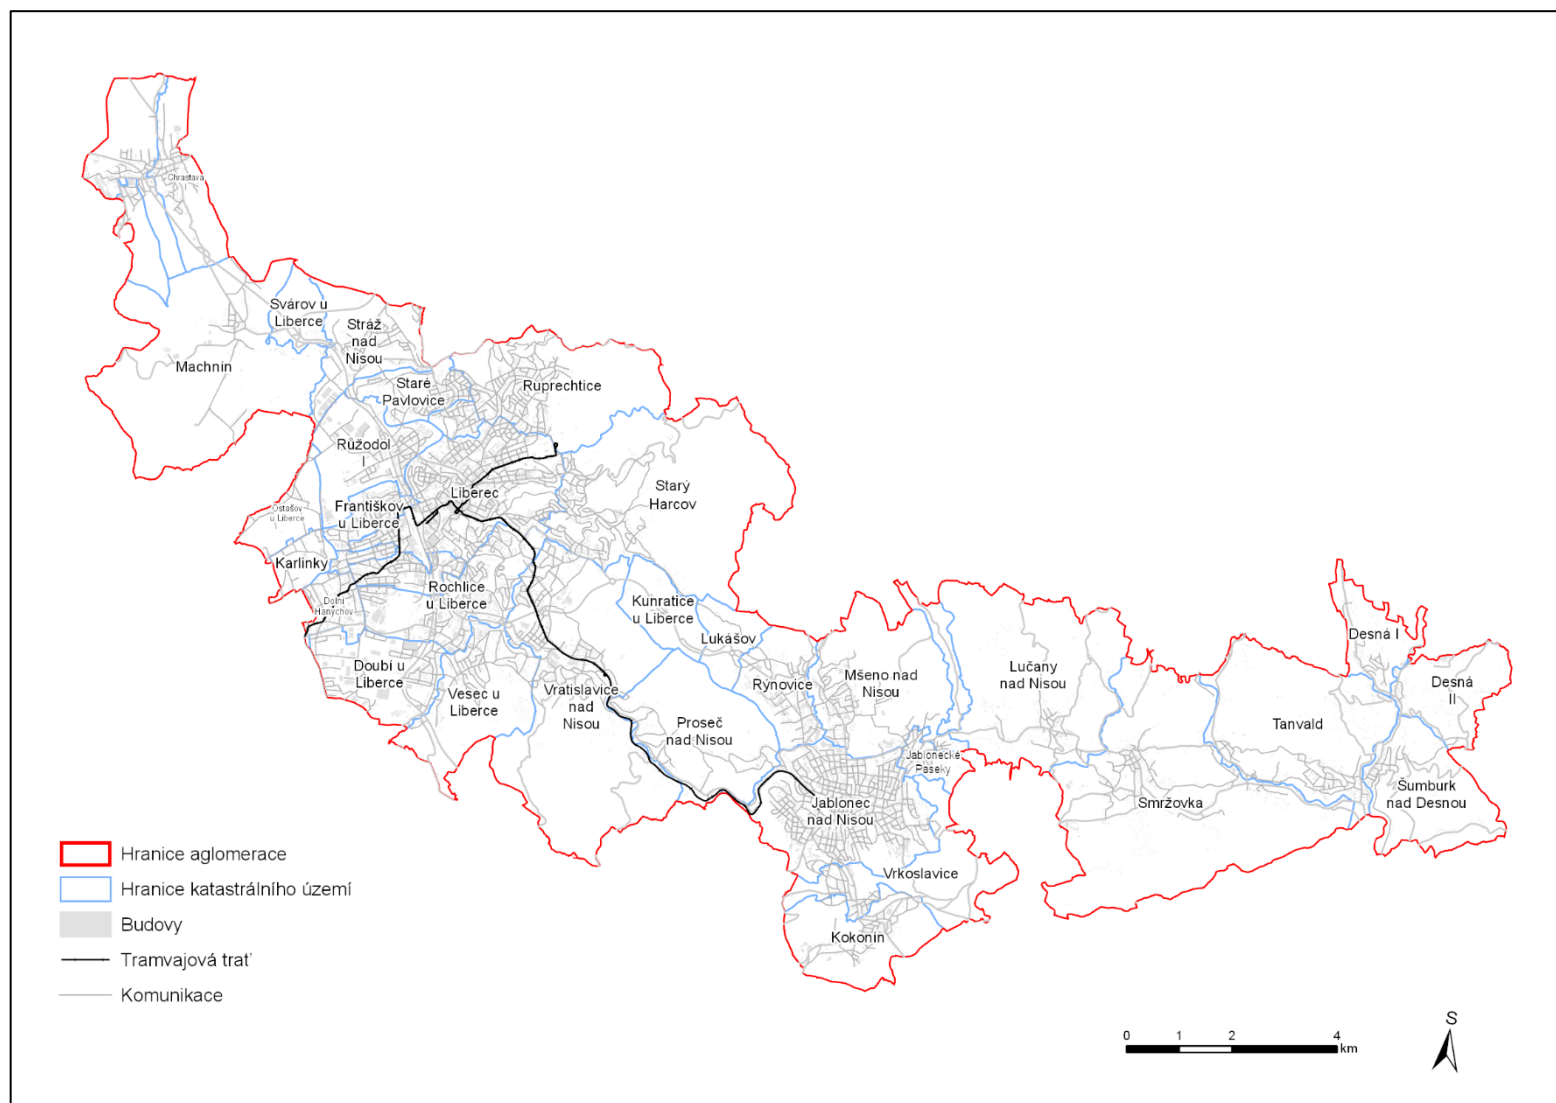 Chrastava
I
Svárov u
Liberce
Stráž
nad
Nisou
Machnín
Staré
Pavlovice
Ruprechtice
Růžodol
I
Liberec
Starý
Harcov
Františkov
u Liberce
Ostašov
u Liberce
Karlinky
Dolní
Hanychov
Rochlice
u Liberce
Kunratice
u Liberce
Lukášov
Doubí u
Liberce
Vesec u
Liberce
Vratislavice
nad
Nisou
Proseč
nad Nisou
Rýnovice
Mšeno nad
Nisou
Lučany
nad Nisou
Desná I
Desná
II
Tanvald
Jablonecké
Paseky
Jablonec
nad Nisou
Smržovka
Šumburk
nad Desnou
Vrkoslavice
Kokonín
Hranice aglomerace
Hranice katastrálního území
Budovy
Tramvajová trať
Komunikace
0 1 2 4
km
S